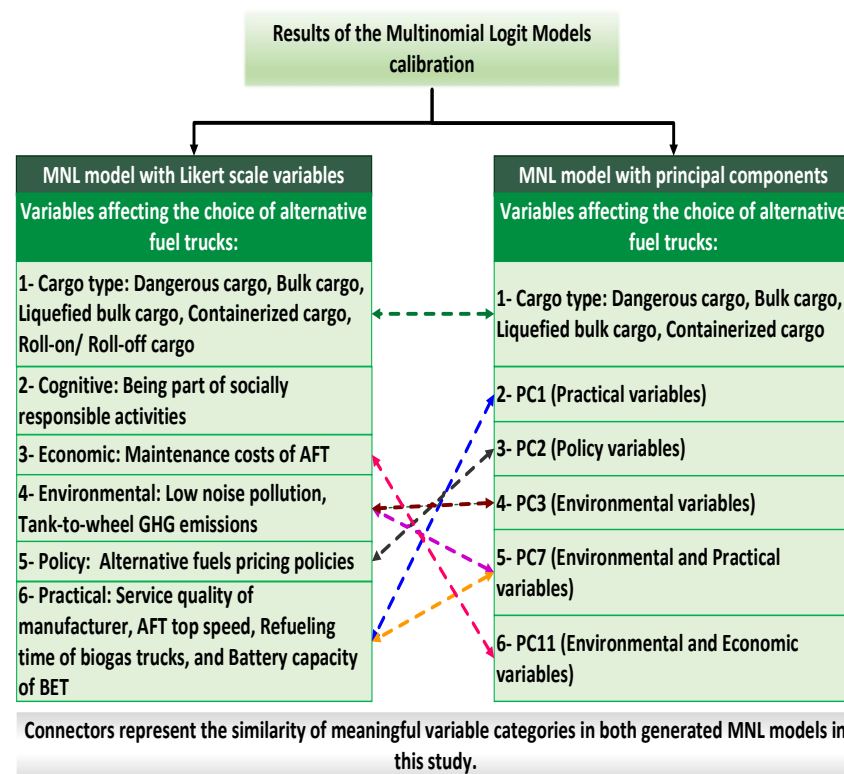 Results of the Multinomial Logit Models
calibration
MNL model with Likert scale variables
Variables affecting the choice of alternative
fuel trucks:
1- Cargo type: Dangerous cargo, Bulk cargo,
Liquefied bulk cargo, Containerized cargo,
Roll-on/ Roll-off cargo
2- Cognitive: Being part of socially
responsible activities
3- Economic: Maintenance costs of AFT
4- Environmental: Low noise pollution,
Tank-to-wheel GHG emissions
5- Policy:  Alternative fuels pricing policies
6- Practical: Service quality of
manufacturer, AFT top speed, Refueling
time of biogas trucks, and Battery capacity
of BET
MNL model with principal components
Variables affecting the choice of alternative
fuel trucks:
1- Cargo type: Dangerous cargo, Bulk cargo,
Liquefied bulk cargo, Containerized cargo
2- PC1 (Practical variables)
3- PC2 (Policy variables)
4- PC3 (Environmental variables)
5- PC7 (Environmental and Practical
variables)
6- PC11 (Environmental and Economic
variables)
Connectors represent the similarity of meaningful variable categories in both generated MNL models in
this study.